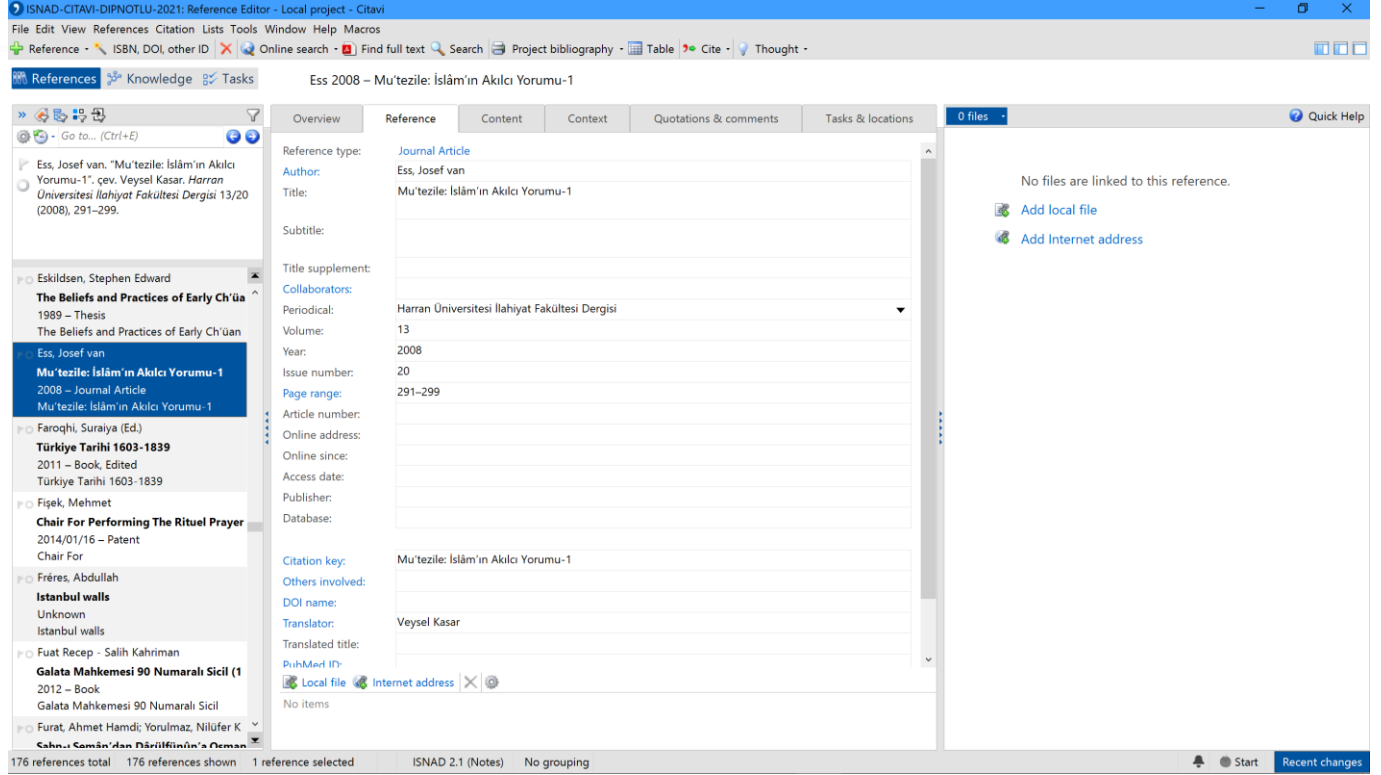 ISNAD-CITAVI-DIPNOTLU-2021: Reference Editor - Local project - Citavi
File Edit View References Citation Lists Tools Window Help Macros
Reference ISBN, DOI, other ID Online search Find full text Search Project bibliography Table Cite Thought
References Knowledge Tasks
Ess 2008 – Mu'tezile: İslâm'ın Akılcı Yorumu-1
Go to... (Ctrl+E)
Ess, Josef van. "Mu'tezile: İslâm'ın Akılcı
Yorumu-1". çev. Veysel Kasar. Harran
Üniversitesi İlahiyat Fakültesi Dergisi 13/20
(2008), 291–299.
Eskildsen, Stephen Edward
The Beliefs and Practices of Early Ch'üa
1989 – Thesis
The Beliefs and Practices of Early Ch'üan
Ess, Josef van
Mu'tezile: İslâm'ın Akılcı Yorumu-1
2008 – Journal Article
Mu'tezile: İslâm'ın Akılcı Yorumu-1
Faroqhi, Suraiya (Ed.)
Türkiye Tarihi 1603-1839
2011 – Book, Edited
Türkiye Tarihi 1603-1839
Fişek, Mehmet
Chair For Performing The Rituel Prayer
2014/01/16 – Patent
Chair For
Fréres, Abdullah
Istanbul walls
Unknown
Istanbul walls
Fuat Recep - Salih Kahriman
Galata Mahkemesi 90 Numaralı Sicil (1
2012 – Book
Galata Mahkemesi 90 Numaralı Sicil
Furat, Ahmet Hamdi; Yorulmaz, Nilüfer K
Sahn-ı Semân'dan Dârülfünûn'a Osman
Overview Reference Content Context Quotations & comments Tasks & locations
Reference type: Journal Article
Author: Ess, Josef van
Title: Mu'tezile: İslâm'ın Akılcı Yorumu-1
Subtitle:
Title supplement:
Collaborators:
Periodical: Harran Üniversitesi İlahiyat Fakültesi Dergisi
Volume: 13
Year: 2008
Issue number: 20
Page range: 291–299
Article number:
Online address:
Online since:
Access date:
Publisher:
Database:
Citation key: Mu'tezile: İslâm'ın Akılcı Yorumu-1
Others involved:
DOI name:
Translator: Veysel Kasar
Translated title:
PubMed ID:
Local file Internet address
No items
0 files
Quick Help
No files are linked to this reference.
Add local file
Add Internet address
176 references total 176 references shown 1 reference selected ISNAD 2.1 (Notes) No grouping Start Recent changes